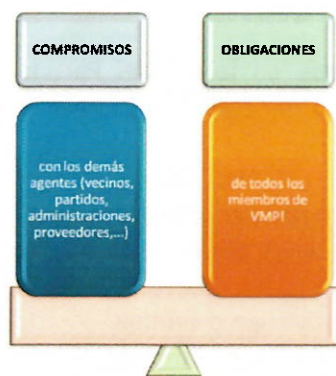 COMPROMISOS
OBLIGACIONES
con los demás
agentes (vecinos,
partidos,
administraciones,
proveedores,...)
de todos los
miembros de
VMP!